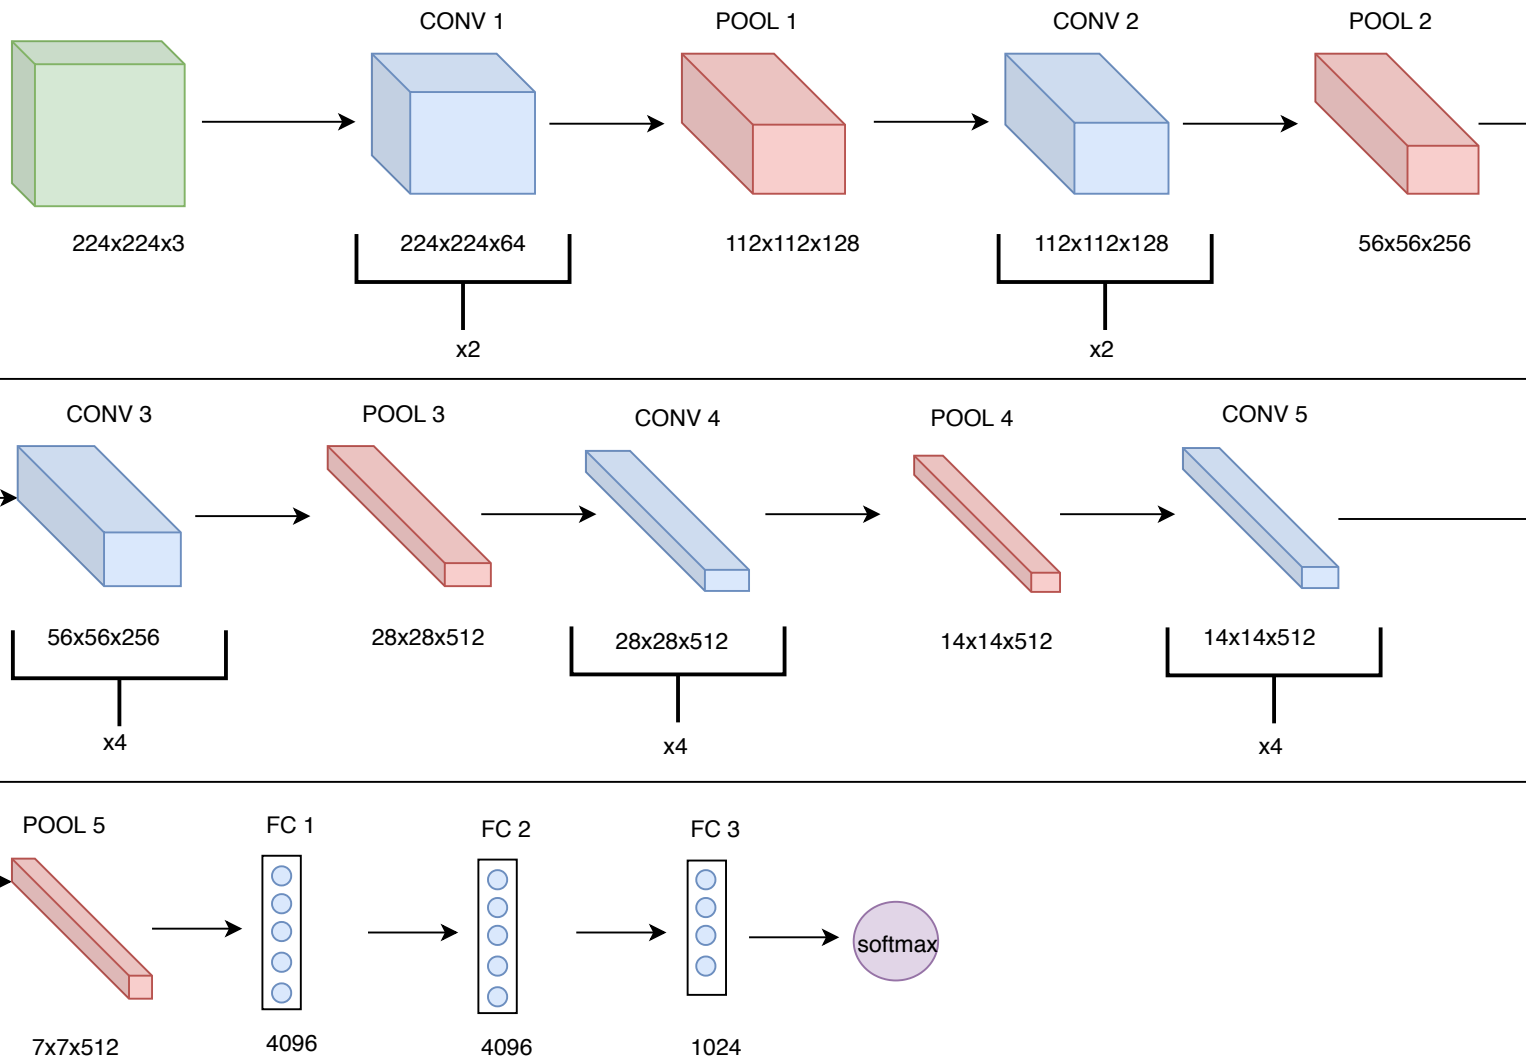 CONV 1
POOL 1
CONV 2
POOL 2
224x224x3
224x224x64
112x112x128
112x112x128
56x56x256
x2
x2
CONV 3
POOL 3
CONV 4
POOL 4
CONV 5
56x56x256
28x28x512
28x28x512
14x14x512
14x14x512
x4
x4
x4
POOL 5
FC 1
FC 2
FC 3
softmax
7x7x512
4096
4096
1024